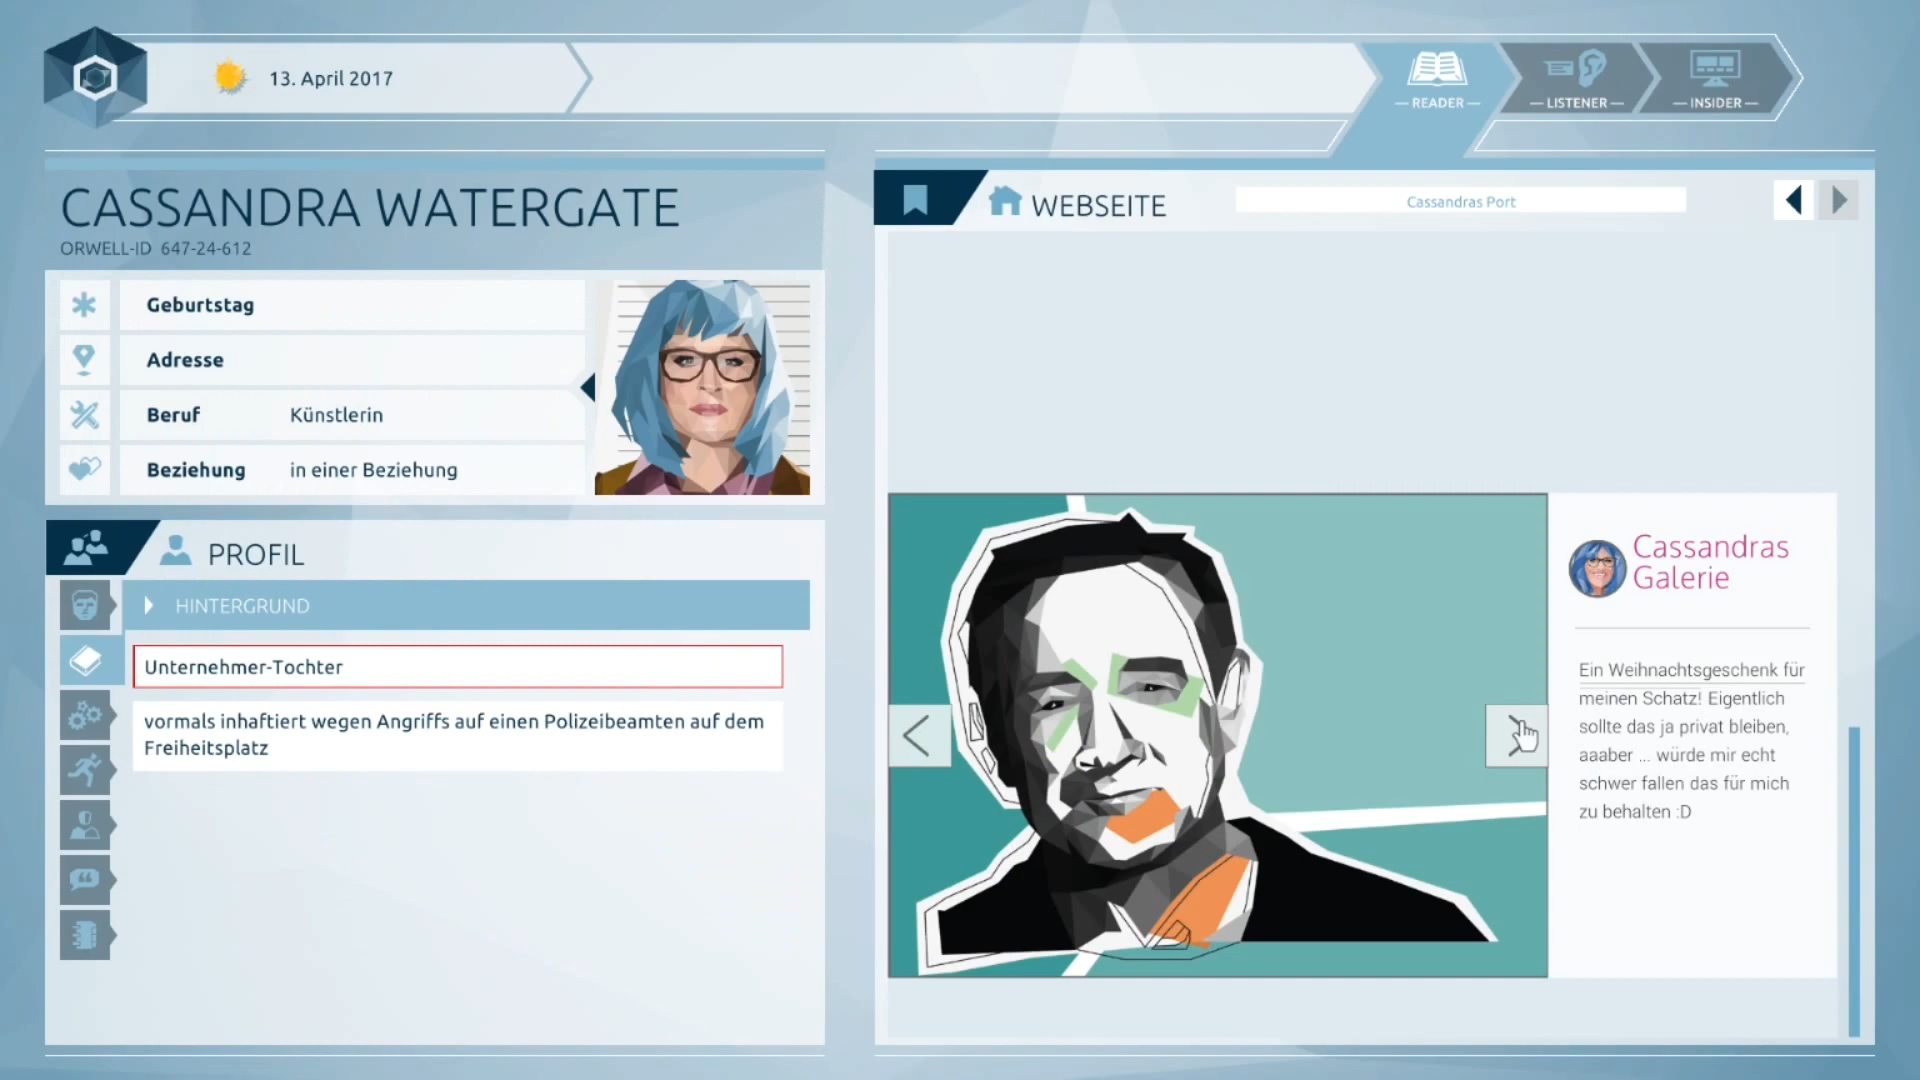 13. April 2017
— READER —
— LISTENER —
— INSIDER —
CASSANDRA WATERGATE
ORWELL-ID 647-24-612
Geburtstag
Adresse
Beruf Künstlerin
Beziehung in einer Beziehung
PROFIL
HINTERGRUND
Unternehmer-Tochter
vormals inhaftiert wegen Angriffs auf einen Polizeibeamten auf dem
Freiheitsplatz
WEBSEITE
Cassandras Port
Cassandras
Galerie
Ein Weihnachtsgeschenk für
meinen Schatz! Eigentlich
sollte das ja privat bleiben,
aaaber ... würde mir echt
schwer fallen das für mich
zu behalten :D